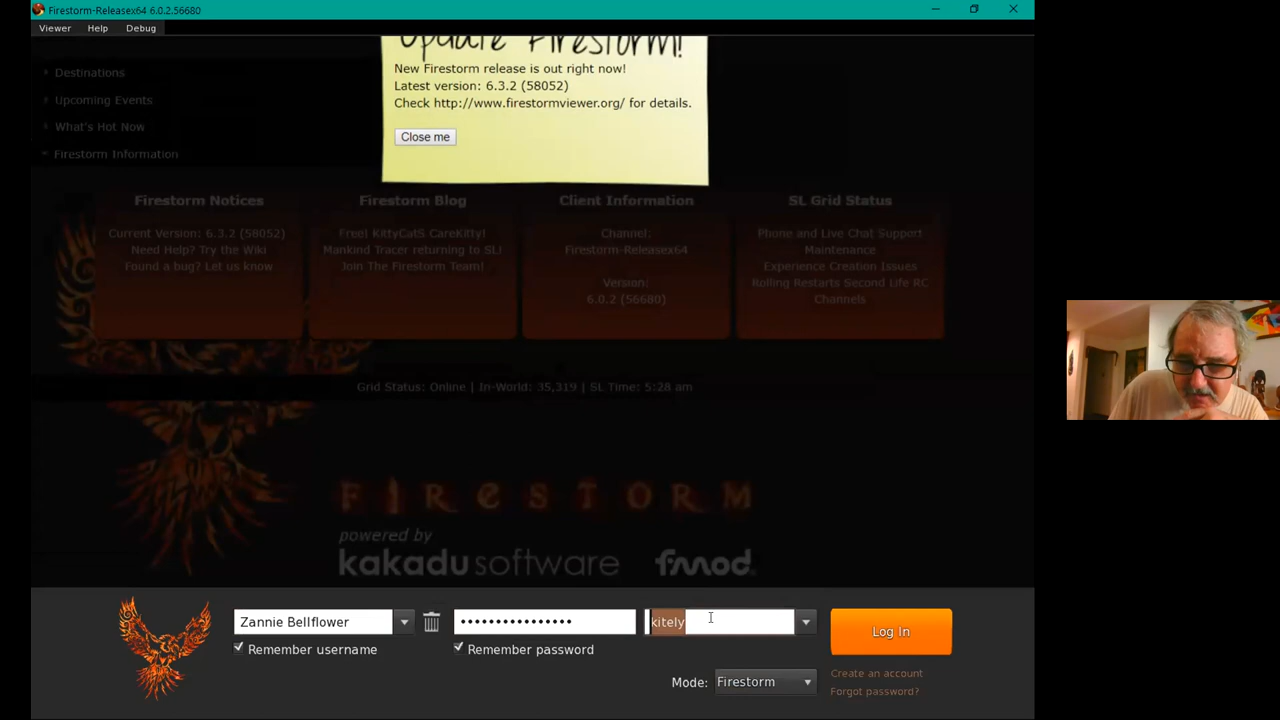 Firestorm-Releasex64 6.0.2.56680
Viewer Help Debug
Update Firestorm!
New Firestorm release is out right now!
Latest version: 6.3.2 (58052)
Check http://www.firestormviewer.org/ for details.
Close me
Destinations
Upcoming Events
What's Hot Now
Firestorm Information
Firestorm Notices
Current Version: 6.3.2 (58052)
Need Help? Try the Wiki
Found a bug? Let us know
Firestorm Blog
Free! KittyCatS CareKitty!
Mankind Tracer returning to SL!
Join The Firestorm Team!
Client Information
Channel:
Firestorm-Releasex64
Version:
6.0.2 (56680)
SL Grid Status
Phone and Live Chat Support
Maintenance
Experience Creation Issues
Rolling Restarts Second Life RC
Channels
Grid Status: Online | In-World: 35,319 | SL Time: 5:28 am
FIRESTORM
powered by
kakadu software fmod
Zannie Bellflower •••••••••••••••• kitely
Log In
Remember username Remember password
Mode: Firestorm
Create an account
Forgot password?